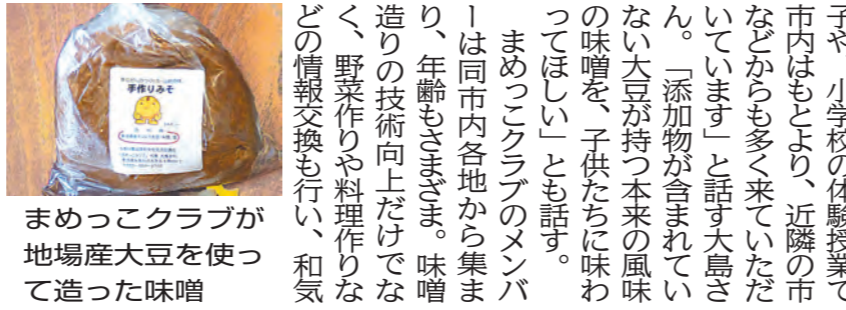 子や、小学校の体験授業で
市内はもとより、近隣の市
などからも多く来ていただ
いています」と話す大島さ
ん。「添加物が含まれてい
ない大豆が持つ本来の風味
の味噌を、子供たちに味わ
ってほしい」とも話す。
まめっこクラブのメンバ
ーは同市内各地から集ま
り、年齢もさまざま。味噌
造りの技術向上だけでな
く、野菜作りや料理作りな
どの情報交換も行い、和気
手作りみそ
まめっこクラブが
地場産大豆を使っ
て造った味噌